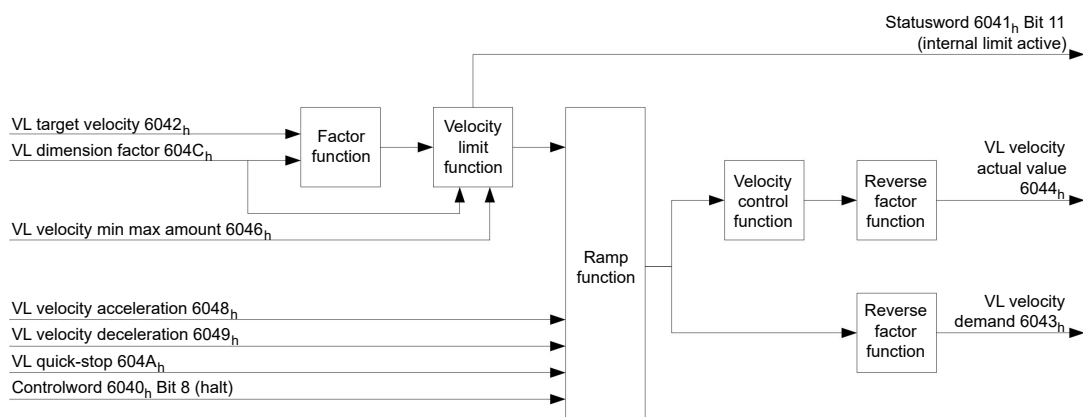 Statusword 6041h Bit 11
(internal limit active)
VL target velocity 6042h
VL dimension factor 604Ch
Factor
function
Velocity
limit
function
VL velocity min max amount 6046h
Velocity
control
function
Reverse
factor
function
VL velocity
actual value
6044h
Ramp
function
VL velocity acceleration 6048h
VL velocity deceleration 6049h
VL quick-stop 604Ah
Controlword 6040h Bit 8 (halt)
Reverse
factor
function
VL velocity
demand 6043h